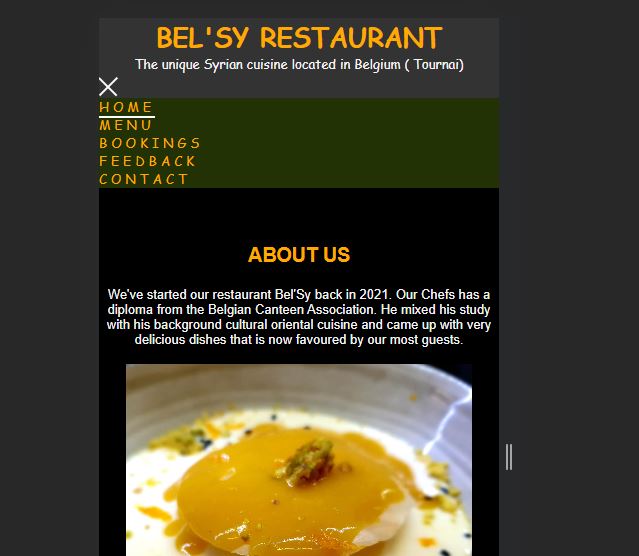 BEL'SY RESTAURANT
The unique Syrian cuisine located in Belgium ( Tournai)
HOME
MENU
BOOKINGS
FEEDBACK
CONTACT
ABOUT US
We've started our restaurant Bel'Sy back in 2021. Our Chefs has a
diploma from the Belgian Canteen Association. He mixed his study
with his background cultural oriental cuisine and came up with very
delicious dishes that is now favoured by our most guests.